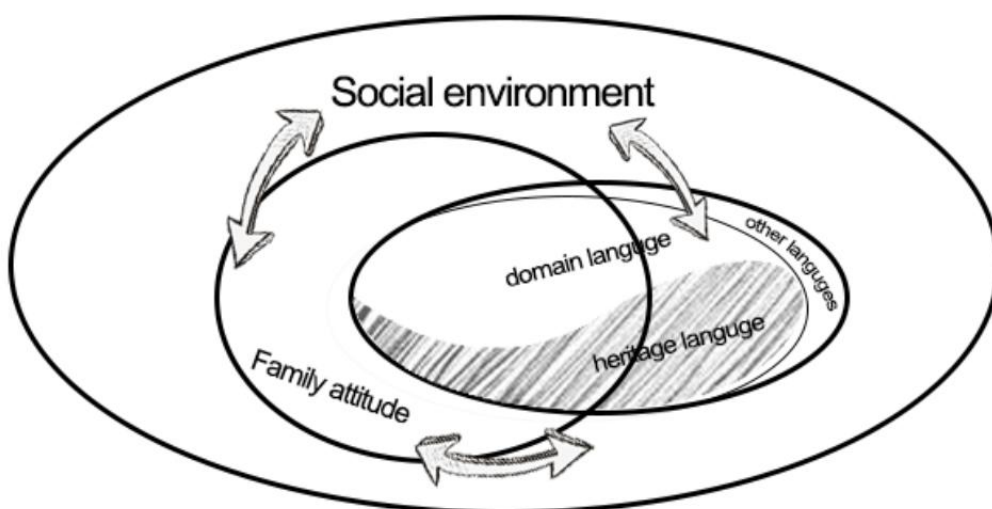 Social environment
other languges
domain languge
heritage languge
Family attitude